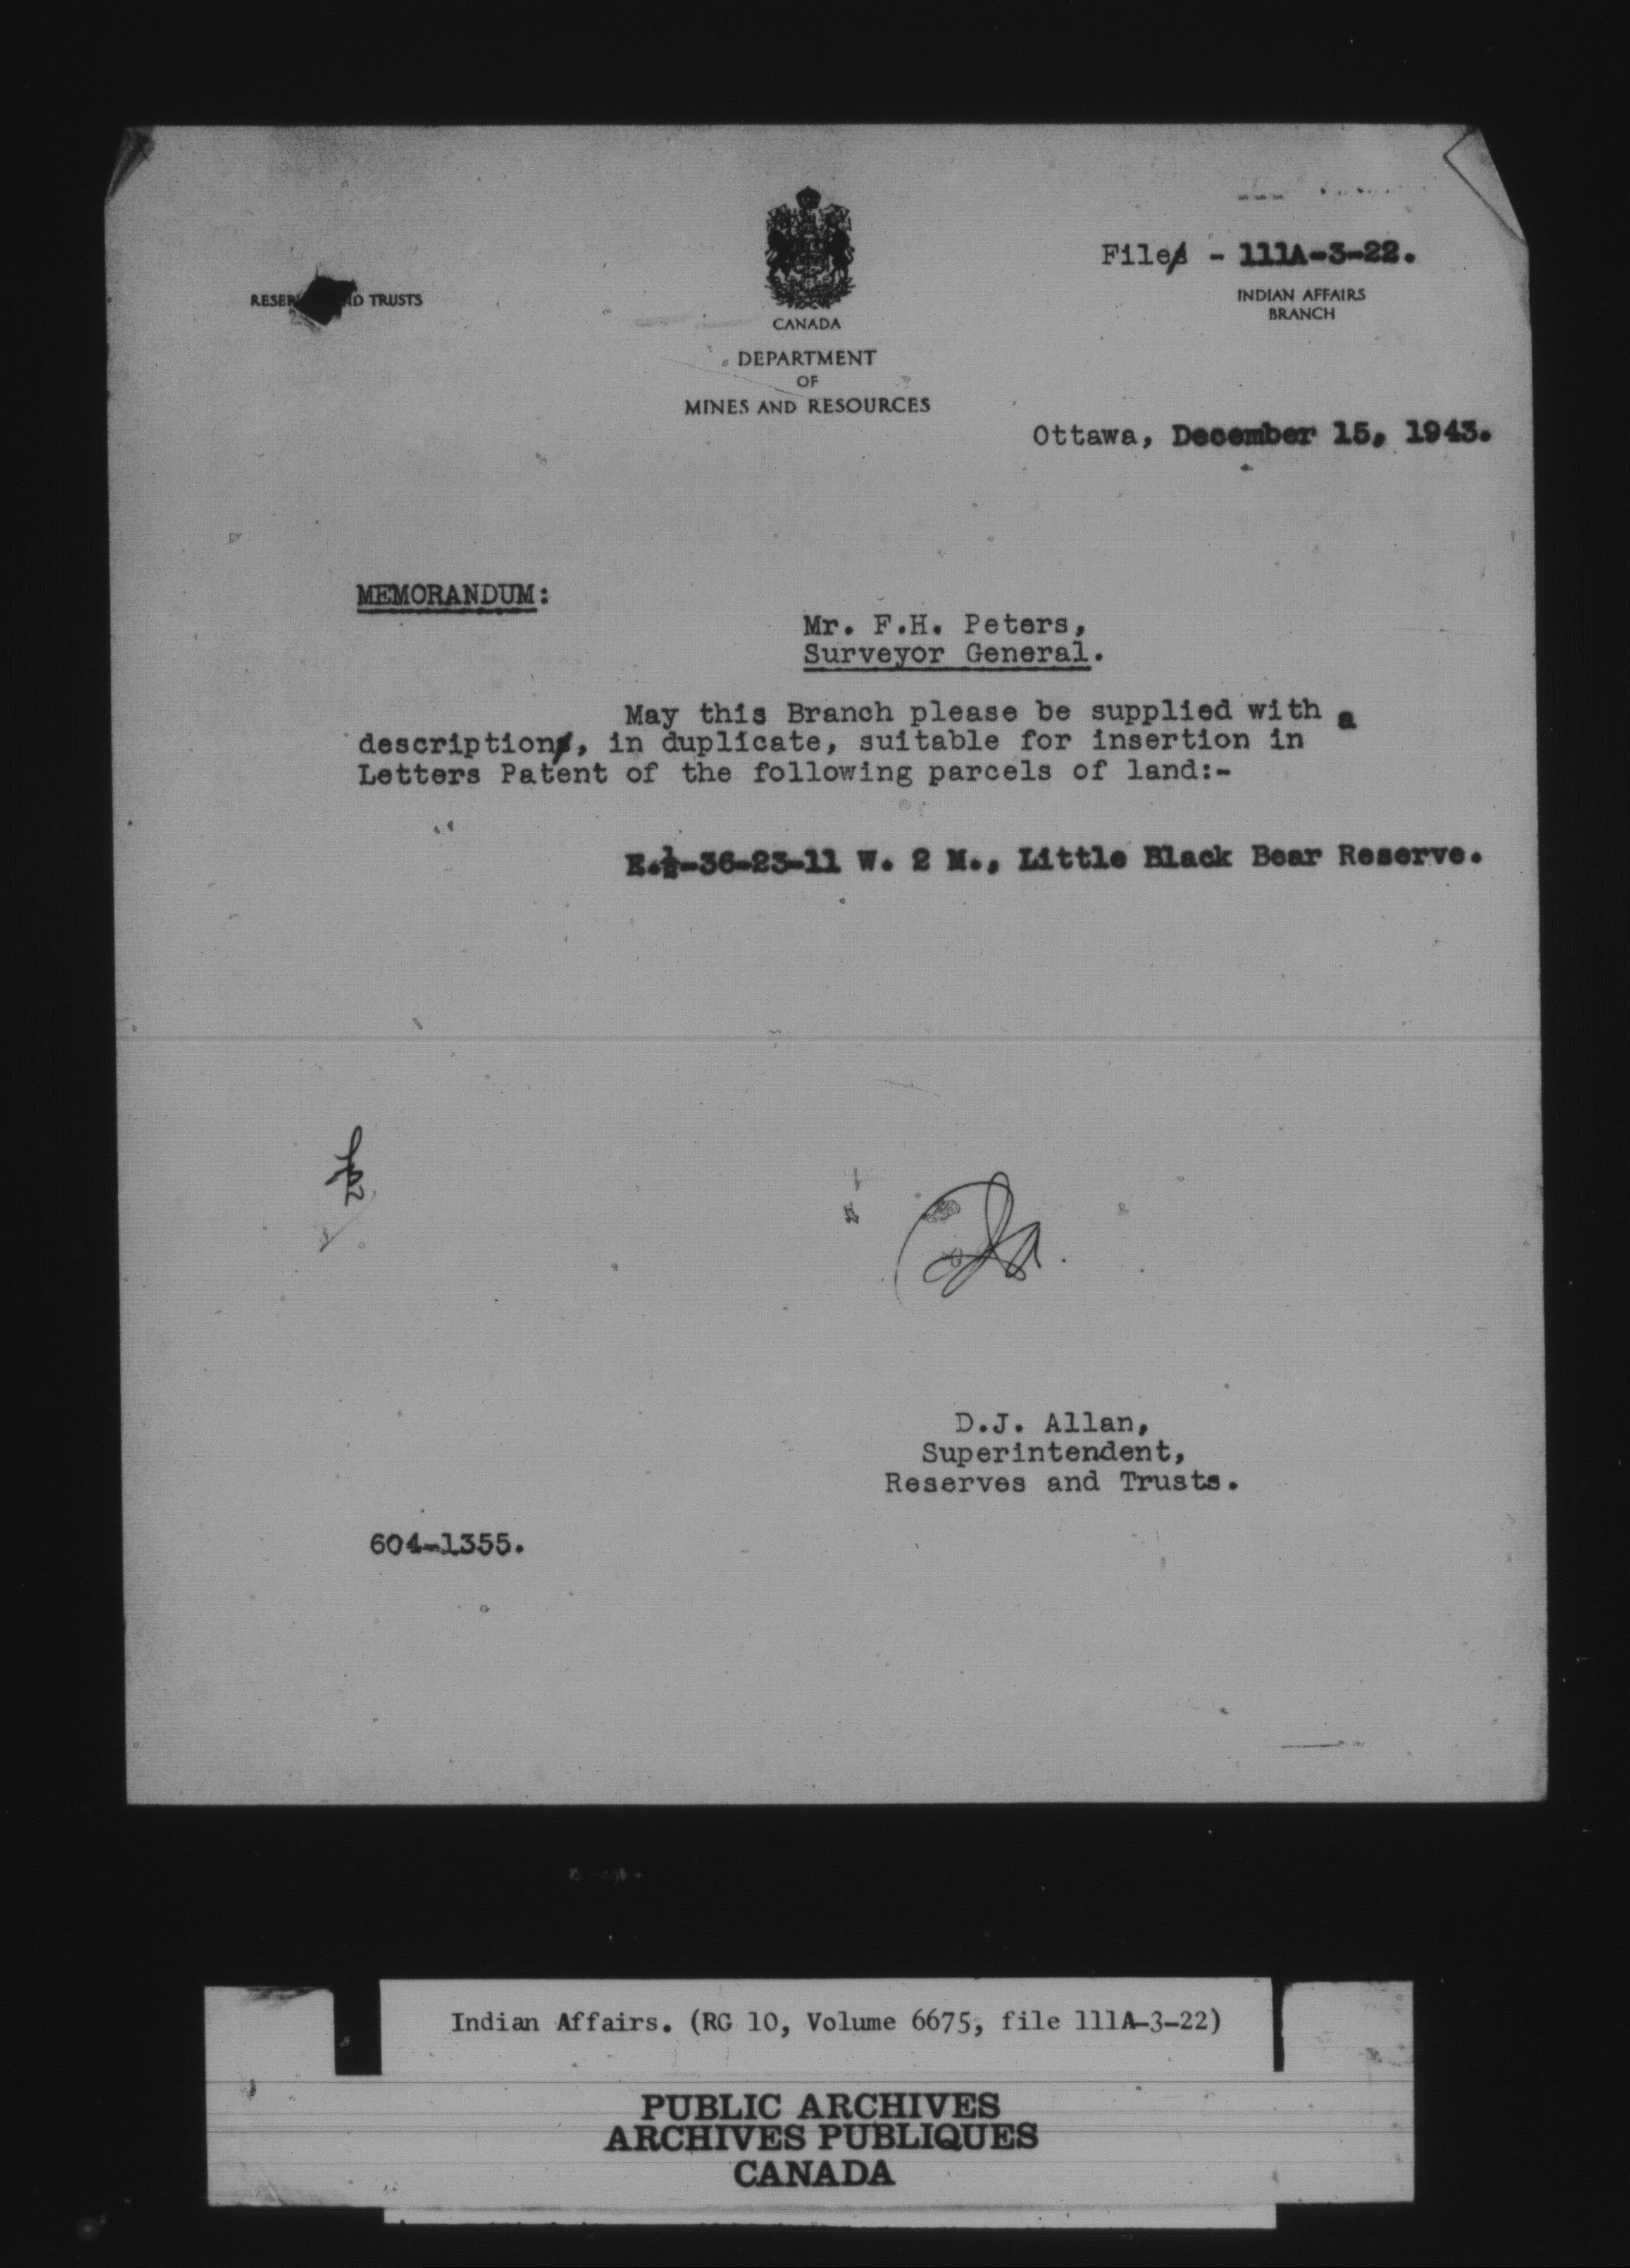 File - 111A-3-22.
RESER ND TRUSTS
INDIAN AFFAIRS
BRANCH
CANADA
DEPARTMENT
OF
MINES AND RESOURCES
Ottawa, December 15, 1943.
MEMORANDUM:
Mr. F.H. Peters,
Surveyor General.
May this Branch please be supplied with a
description, in duplicate, suitable for insertion in
Letters Patent of the following parcels of land:-
E.½-36-23-11 W. 2 M., Little Black Bear Reserve.
D.J. Allan,
Superintendent,
Reserves and Trusts.
604-1355.
Indian Affairs. (RG 10, Volume 6675, file 111A-3-22)
PUBLIC ARCHIVES
ARCHIVES PUBLIQUES
CANADA